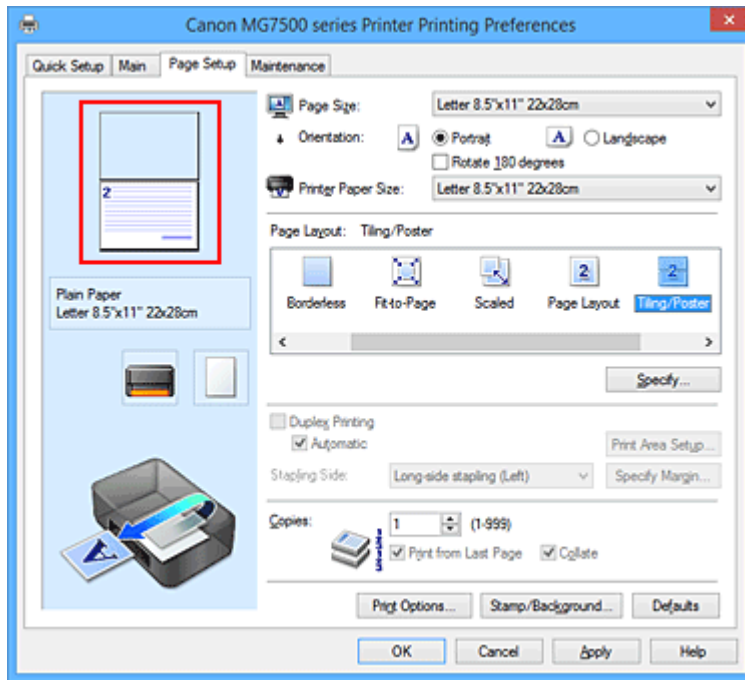 Canon MG7500 series Printer Printing Preferences
Quick Setup Main Page Setup Maintenance
Page Size: Letter 8.5"x11" 22x28cm
Orientation: A Portrait A Landscape
Rotate 180 degrees
Printer Paper Size: Letter 8.5"x11" 22x28cm
2
Page Layout: Tiling/Poster
2 2
Borderless Fit-to-Page Scaled Page Layout Tiling/Poster
Plain Paper
Letter 8.5"x11" 22x28cm
Specify...
Duplex Printing
Automatic Print Area Setup...
Stapling Side: Long-side stapling (Left) Specify Margin...
Copies: 1 (1-999)
Print from Last Page Collate
A
Print Options... Stamp/Background... Defaults
OK Cancel Apply Help